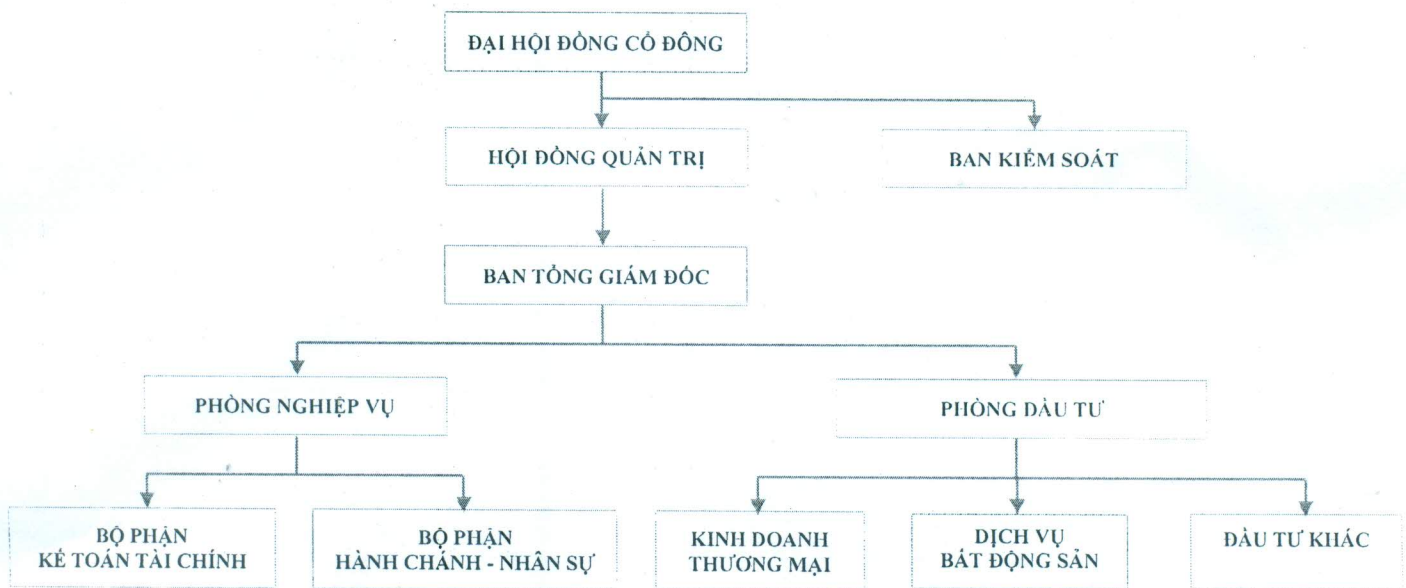 ĐẠI HỘI ĐỒNG CỔ ĐÔNG
HỘI ĐỒNG QUẢN TRỊ
BAN KIỂM SOÁT
BAN TỔNG GIÁM ĐỐC
PHÒNG NGHIỆP VỤ
PHÒNG ĐẦU TƯ
BỘ PHẬN
KẾ TOÁN TÀI CHÍNH
BỘ PHẬN
HÀNH CHÁNH - NHÂN SỰ
KINH DOANH
THƯƠNG MẠI
DỊCH VỤ
BẤT ĐỘNG SẢN
ĐẦU TƯ KHÁC